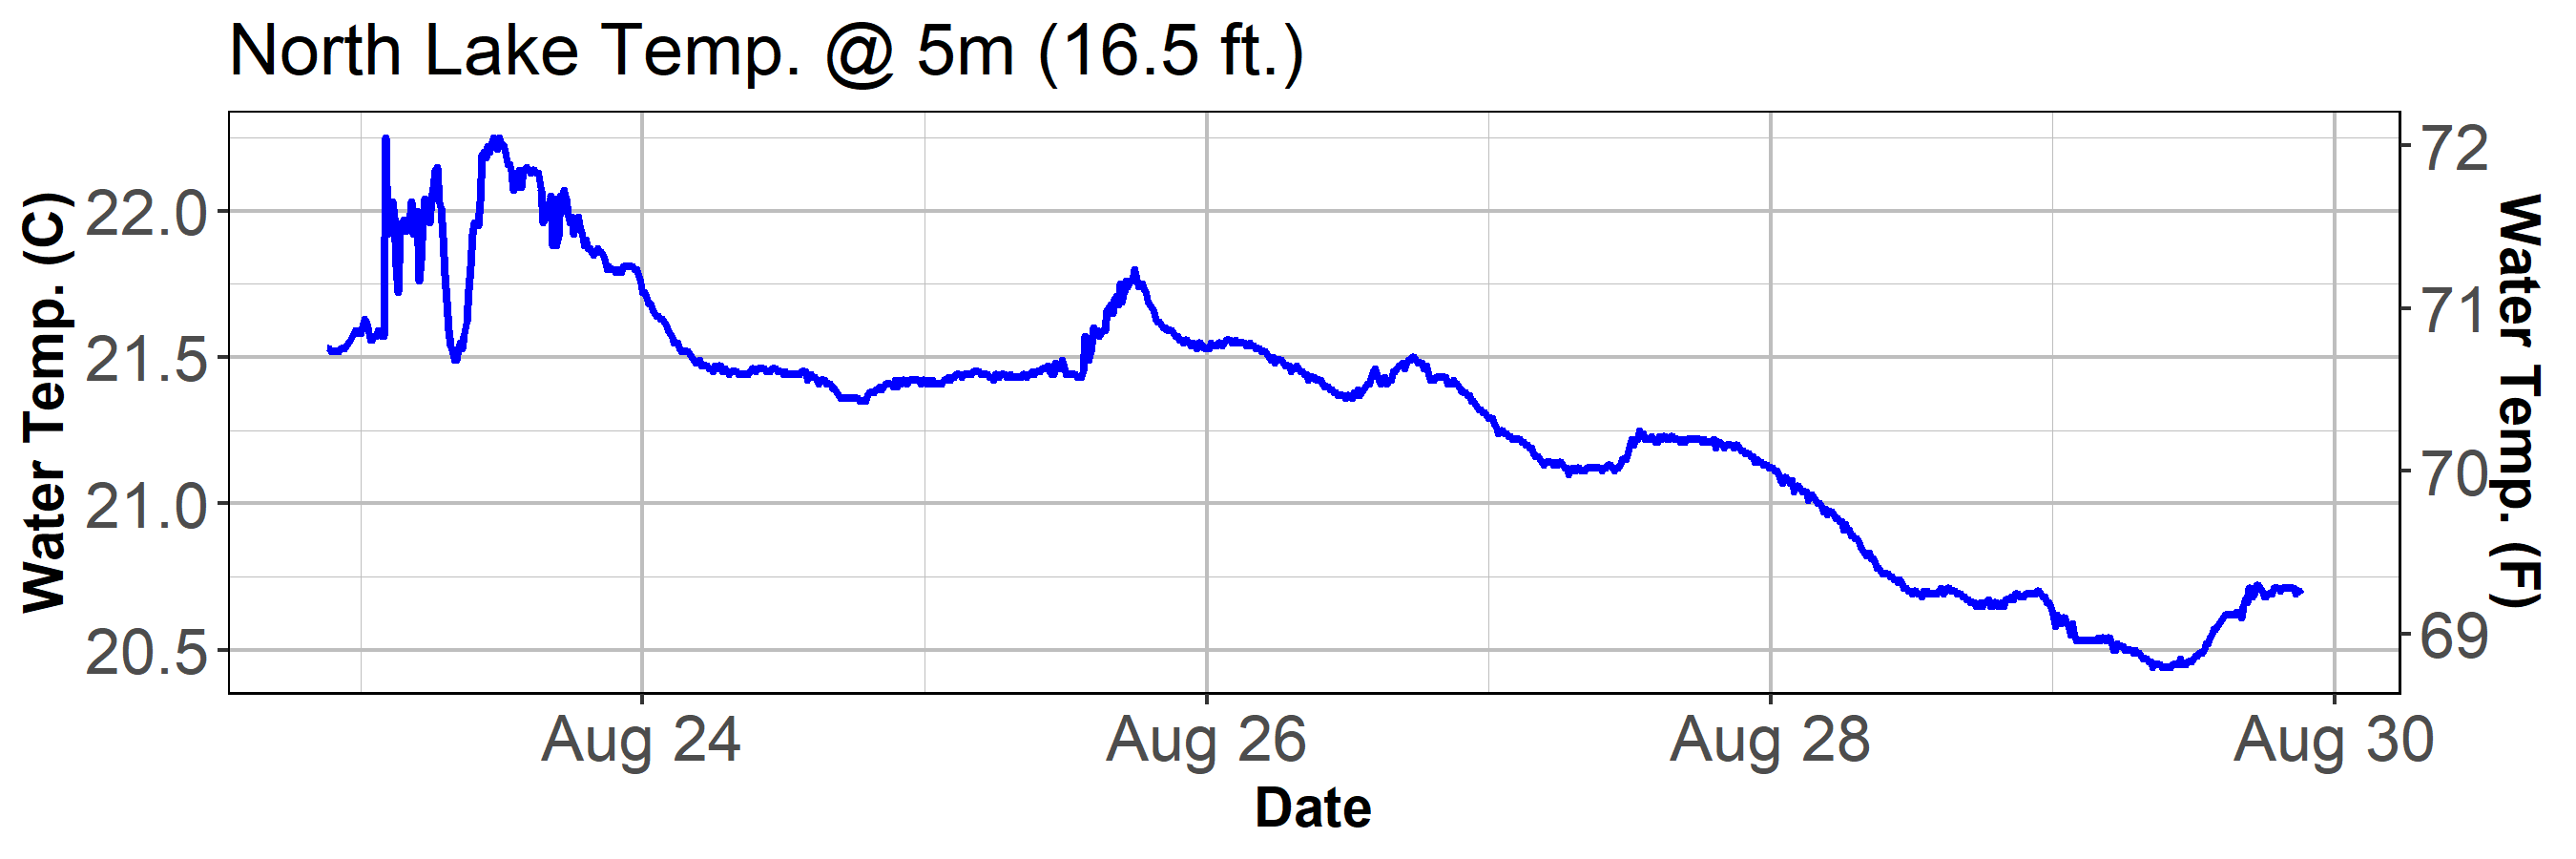 North Lake Temp. @ 5m (16.5 ft.)
Water Temp. (C)
22.0
21.5
21.0
20.5
72
71
70
69
Water Temp. (F)
Aug 24 Aug 26 Aug 28 Aug 30
Date